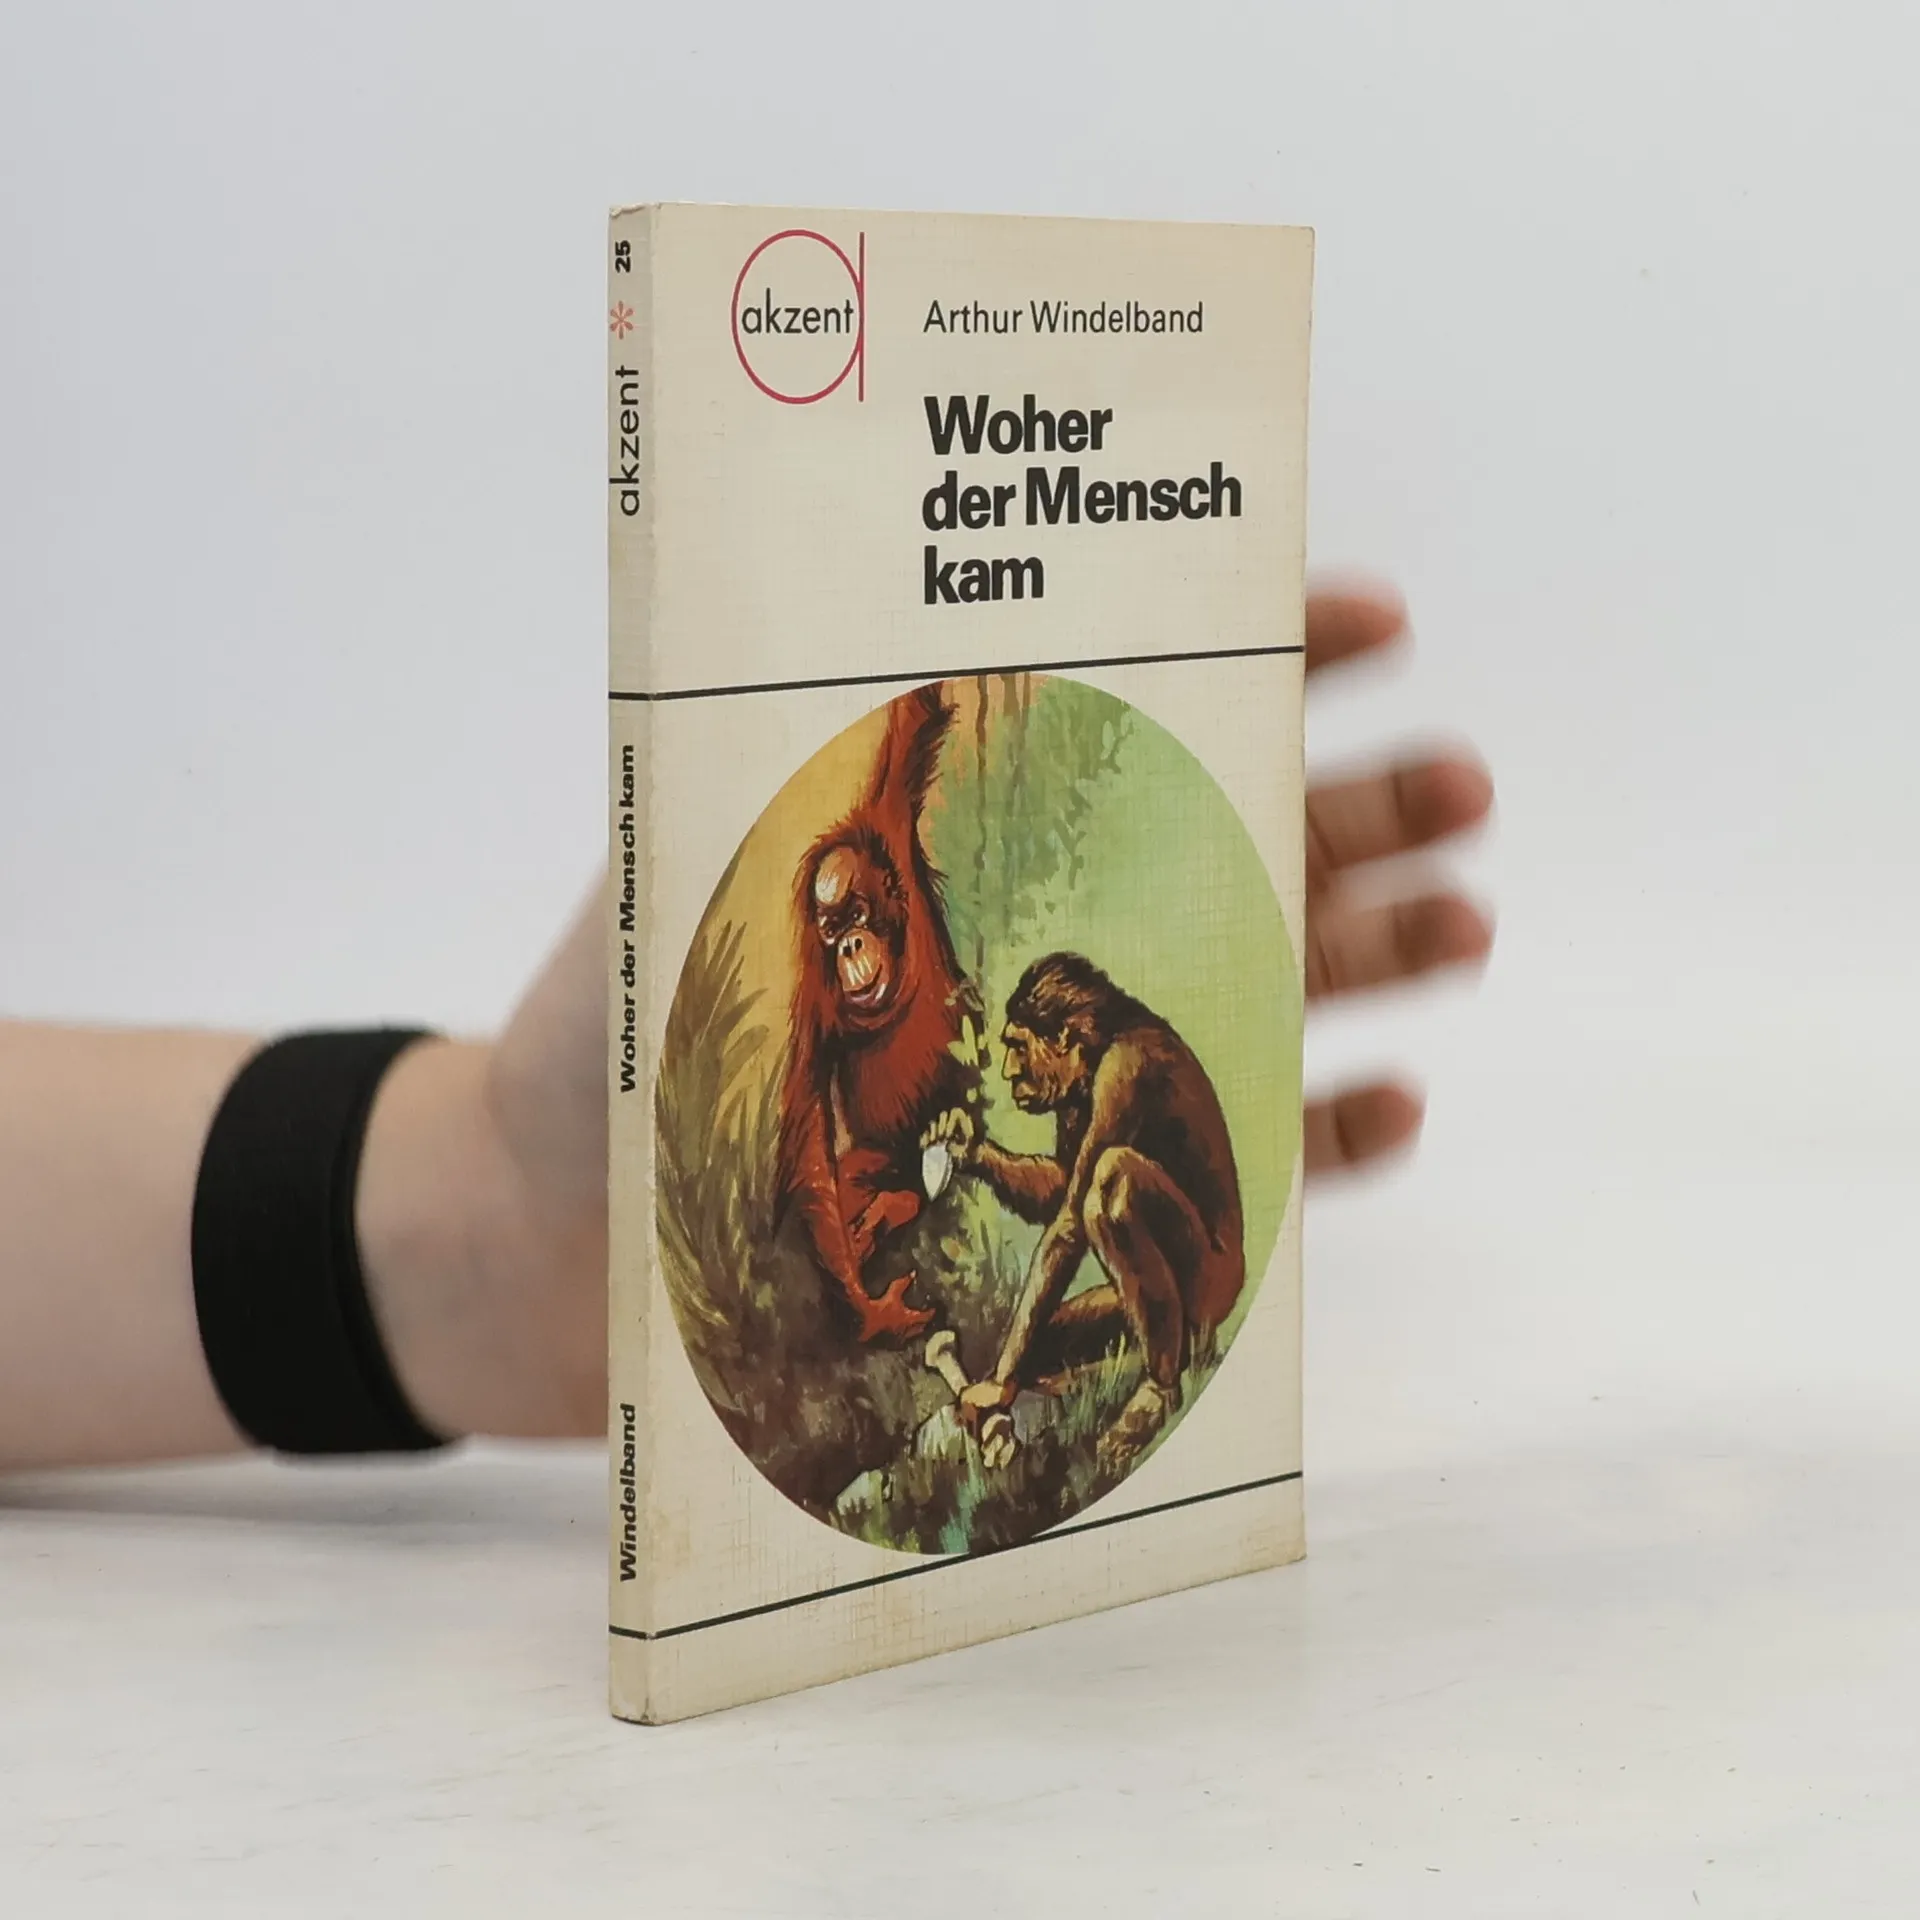 akzent
Arthur Windelband
Woher
der Mensch
kam
Windelband
Woher der Mensch kam
akzent * 25